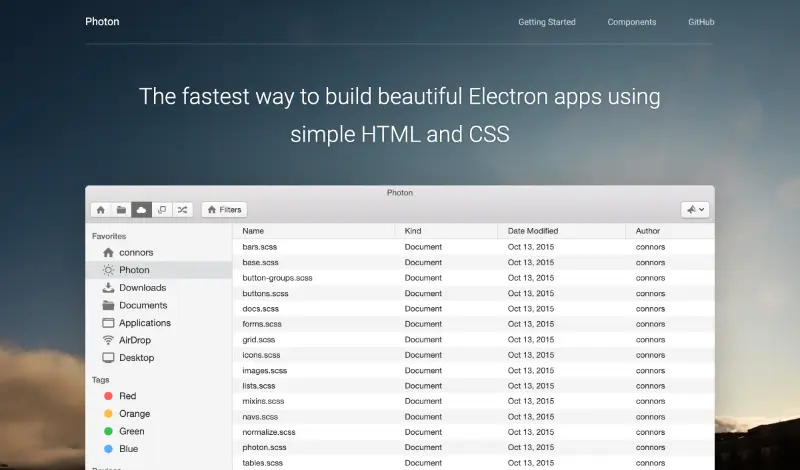 Photon
Getting Started
Components
GitHub
The fastest way to build beautiful Electron apps using
simple HTML and CSS
Photon
Filters
Favorites
connors
Photon
Downloads
Documents
Applications
AirDrop
Desktop
Tags
Red
Orange
Green
Blue
Name Kind Date Modified Author
bars.scss Document Oct 13, 2015 connors
base.scss Document Oct 13, 2015 connors
button-groups.scss Document Oct 13, 2015 connors
buttons.scss Document Oct 13, 2015 connors
docs.scss Document Oct 13, 2015 connors
forms.scss Document Oct 13, 2015 connors
grid.scss Document Oct 13, 2015 connors
icons.scss Document Oct 13, 2015 connors
images.scss Document Oct 13, 2015 connors
lists.scss Document Oct 13, 2015 connors
mixins.scss Document Oct 13, 2015 connors
navs.scss Document Oct 13, 2015 connors
normalize.scss Document Oct 13, 2015 connors
photon.scss Document Oct 13, 2015 connors
tables.scss Document Oct 13, 2015 connors